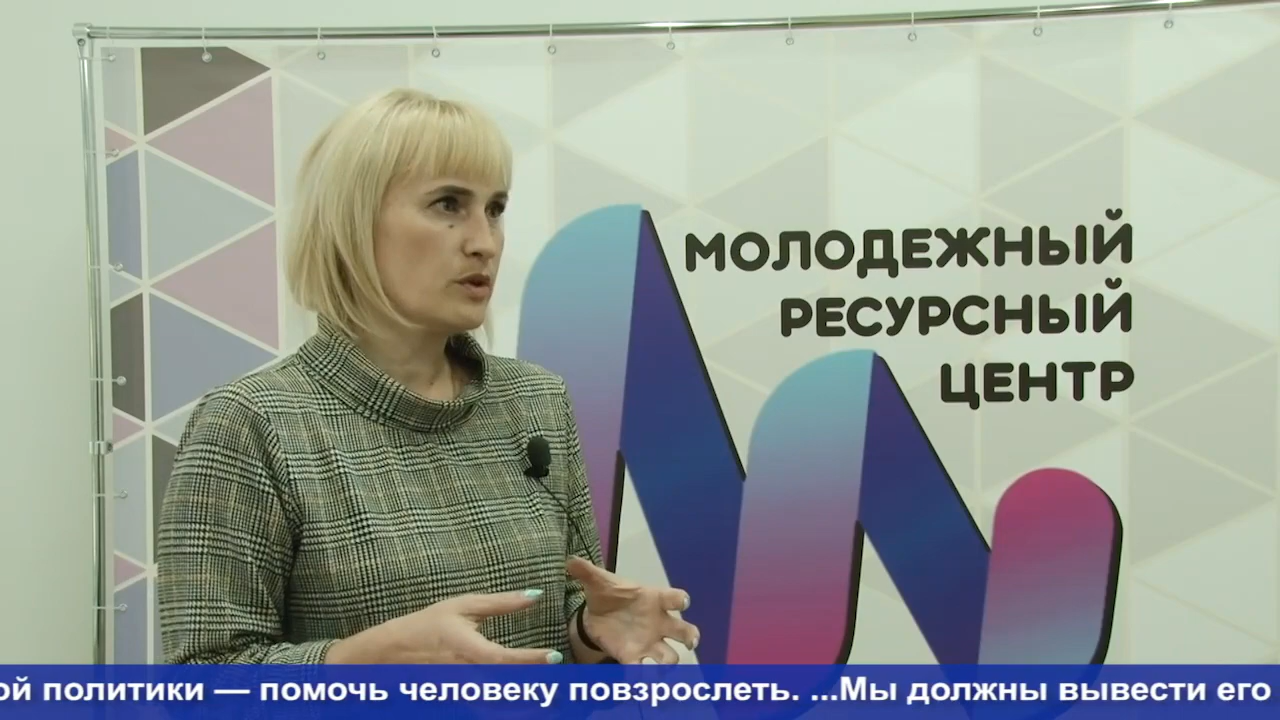 МОЛОДЕЖНЫЙ
РЕСУРСНЫЙ
ЦЕНТР
ой политики — помочь человеку повзрослеть. ...Мы должны вывести его